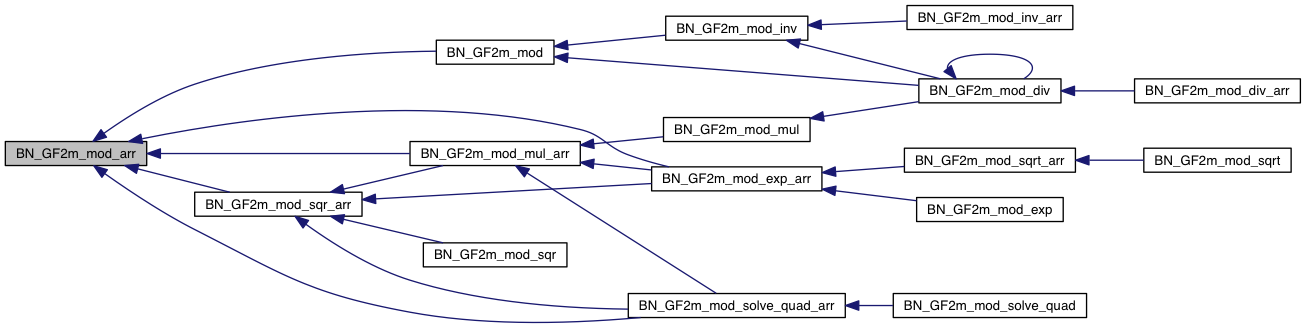 BN_GF2m_mod_arr
BN_GF2m_mod
BN_GF2m_mod_inv
BN_GF2m_mod_inv_arr
BN_GF2m_mod_div
BN_GF2m_mod_div_arr
BN_GF2m_mod_mul
BN_GF2m_mod_mul_arr
BN_GF2m_mod_exp_arr
BN_GF2m_mod_sqrt_arr
BN_GF2m_mod_sqrt
BN_GF2m_mod_exp
BN_GF2m_mod_sqr_arr
BN_GF2m_mod_sqr
BN_GF2m_mod_solve_quad_arr
BN_GF2m_mod_solve_quad